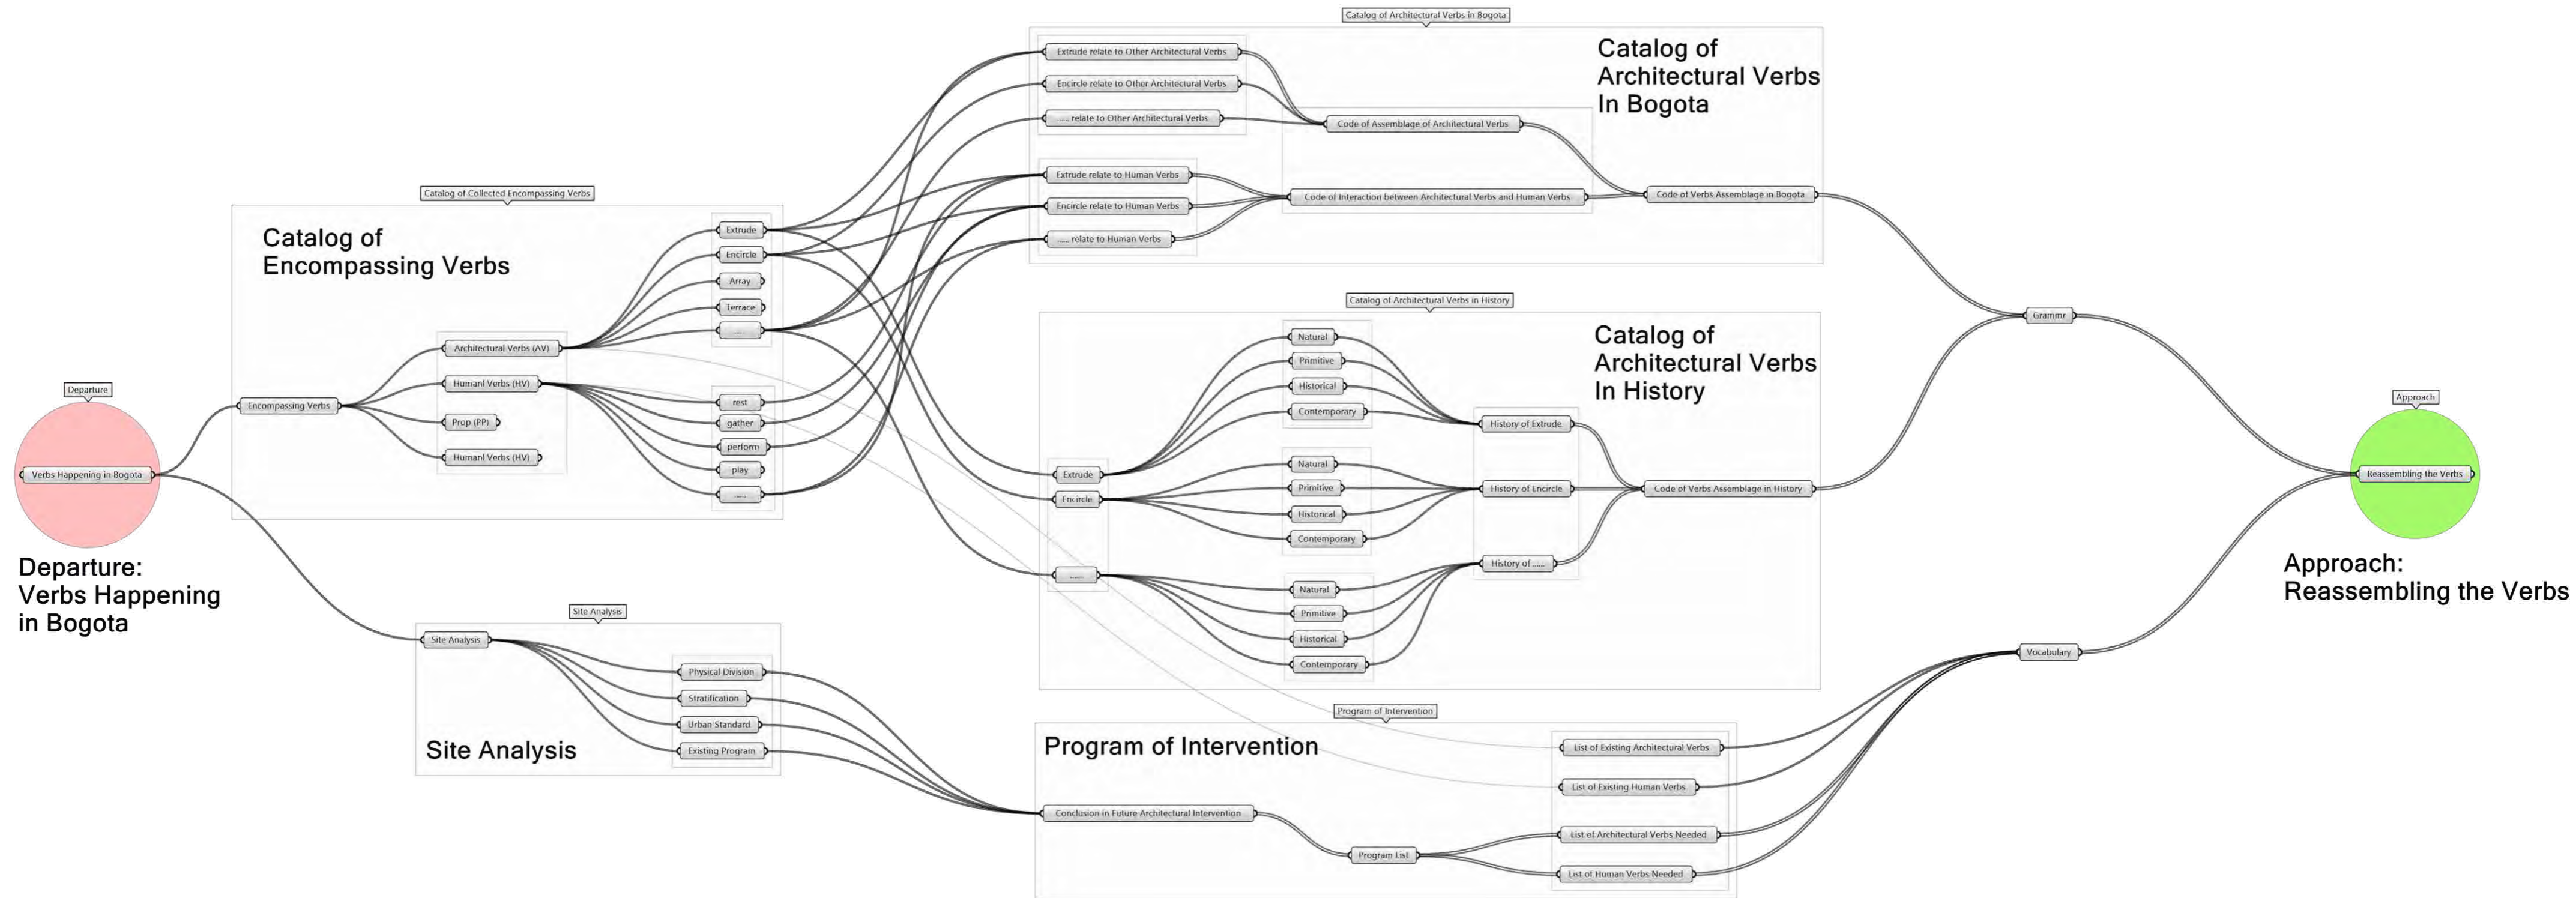 Departure
Verbs Happening in Bogota
Departure:
Verbs Happening
in Bogota
Catalog of Collected Encompassing Verbs
Catalog of
Encompassing Verbs
Encompassing Verbs
Architectural Verbs (AV)
Humanl Verbs (HV)
Prop (PP)
Humanl Verbs (HV)
Extrude
Encircle
Array
Terrace
......
rest
gather
perform
play
......
Site Analysis
Site Analysis
Physical Division
Stratification
Urban Standard
Existing Program
Site Analysis
Catalog of Architectural Verbs in Bogota
Catalog of
Architectural Verbs
In Bogota
Extrude relate to Other Architectural Verbs
Encircle relate to Other Architectural Verbs
...... relate to Other Architectural Verbs
Extrude relate to Human Verbs
Encircle relate to Human Verbs
...... relate to Human Verbs
Code of Assemblage of Architectural Verbs
Code of Interaction between Architectural Verbs and Human Verbs
Code of Verbs Assemblage in Bogota
Catalog of Architectural Verbs in History
Catalog of
Architectural Verbs
In History
Extrude
Encircle
......
Natural
Primitive
Historical
Contemporary
Natural
Primitive
Historical
Contemporary
Natural
Primitive
Historical
Contemporary
History of Extrude
History of Encircle
History of ......
Code of Verbs Assemblage in History
Program of Intervention
Program of Intervention
Conclusion in Future Architectural Intervention
Program List
List of Existing Architectural Verbs
List of Existing Human Verbs
List of Architectural Verbs Needed
List of Human Verbs Needed
Grammr
Vocabulary
Approach
Reassembling the Verbs
Approach:
Reassembling the Verbs